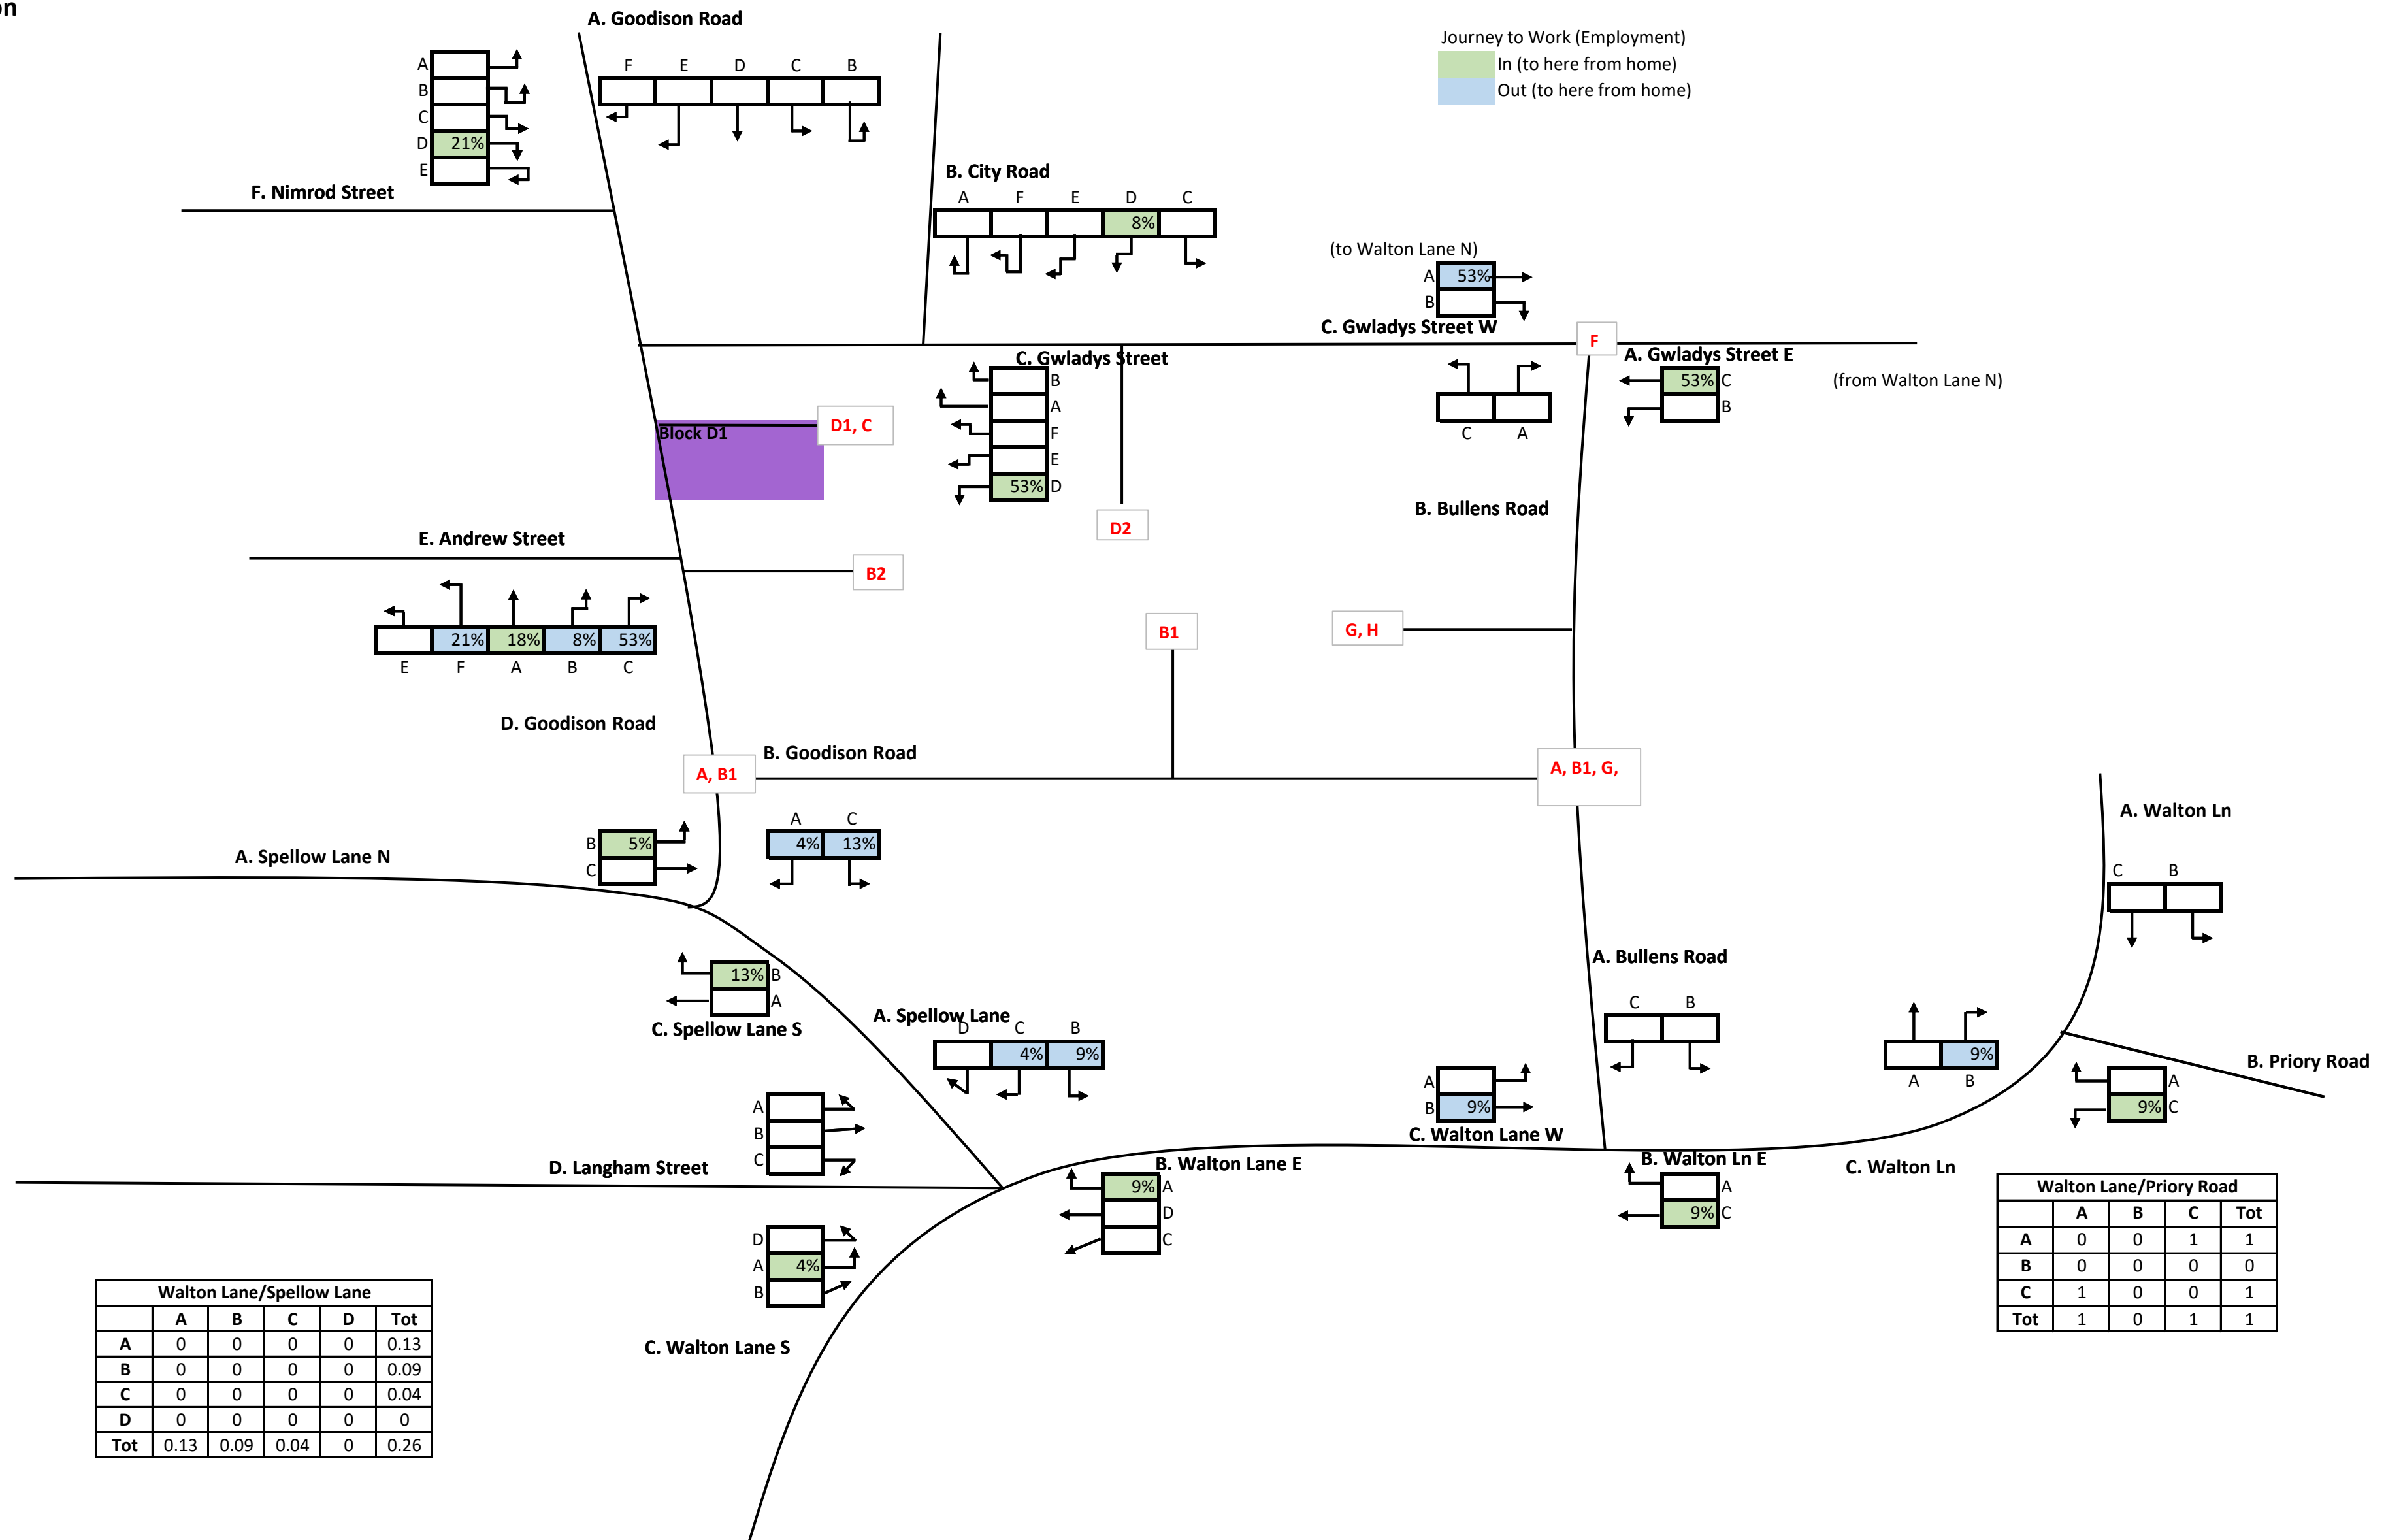 on
A. Goodison Road
Journey to Work (Employment)
In (to here from home)
Out (to here from home)
F E D C B
A
B
C
D 21%
E
F. Nimrod Street
B. City Road
A F E D C
8%
(to Walton Lane N)
A 53%
B
C. Gwladys Street W
F
A. Gwladys Street E
C. Gwladys Street
B
A
F
E
53% D
53% C
B
(from Walton Lane N)
C A
D1, C
Block D1
B. Bullens Road
D2
E. Andrew Street
B2
21% 18% 8% 53%
E F A B C
B1
G, H
D. Goodison Road
B. Goodison Road
A, B1
A, B1, G,
A. Walton Ln
A C
B 5%
C
4% 13%
A. Spellow Lane N
C B
13% B
A
C. Spellow Lane S
A. Spellow Lane
D C B
4% 9%
A. Bullens Road
C B
9%
A B
B. Priory Road
A
9% C
A
B 9%
C. Walton Lane W
A
B
C
D. Langham Street
B. Walton Lane E
9% A
D
C
B. Walton Ln E
A
9% C
C. Walton Ln
D
A 4%
B
C. Walton Lane S
Walton Lane/Priory Road
A B C Tot
A 0 0 1 1
B 0 0 0 0
C 1 0 0 1
Tot 1 0 1 1
Walton Lane/Spellow Lane
A B C D Tot
A 0 0 0 0 0.13
B 0 0 0 0 0.09
C 0 0 0 0 0.04
D 0 0 0 0 0
Tot 0.13 0.09 0.04 0 0.26